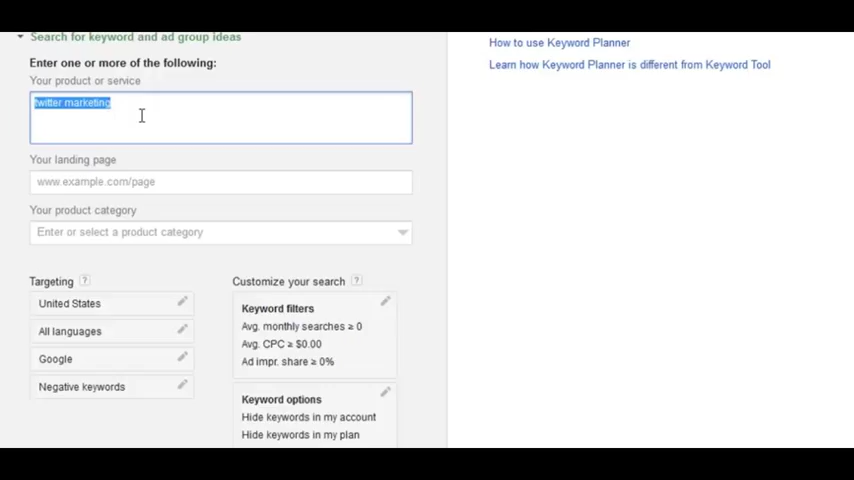 Search for keyword and ad group ideas
Enter one or more of the following:
Your product or service
twitter marketing
Your landing page
www.example.com/page
Your product category
Enter or select a product category
Targeting ?
United States
All languages
Google
Negative keywords
Customize your search ?
Keyword filters
Avg. monthly searches ≥ 0
Avg. CPC ≥ $0.00
Ad impr. share ≥ 0%
Keyword options
Hide keywords in my account
Hide keywords in my plan
How to use Keyword Planner
Learn how Keyword Planner is different from Keyword Tool